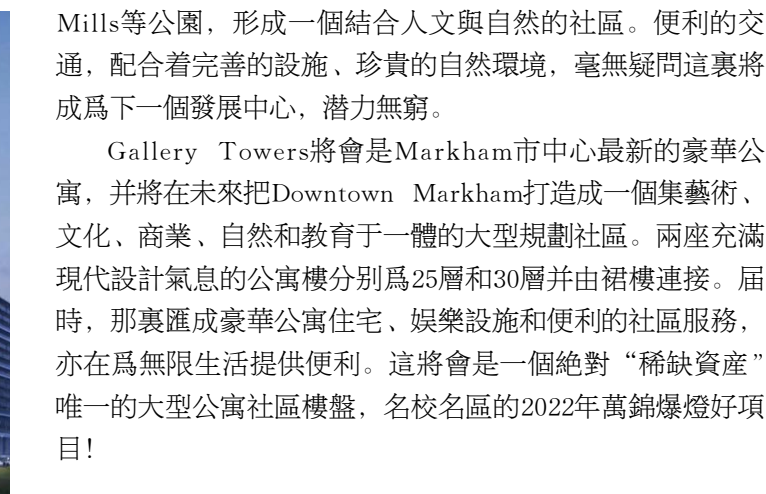 Mills等公園，形成一個結合人文與自然的社區。便利的交
通，配合着完善的設施、珍貴的自然環境，毫無疑問這裏將
成爲下一個發展中心，潜力無窮。
Gallery Towers將會是Markham市中心最新的豪華公
寓，并將在未來把Downtown Markham打造成一個集藝術、
文化、商業、自然和教育于一體的大型規劃社區。兩座充滿
現代設計氣息的公寓樓分别爲25層和30層并由裙樓連接。届
時，那裏匯成豪華公寓住宅、娱樂設施和便利的社區服務，
亦在爲無限生活提供便利。這將會是一個絶對“稀缺資産”
唯一的大型公寓社區樓盤，名校名區的2022年萬錦爆燈好項
目！